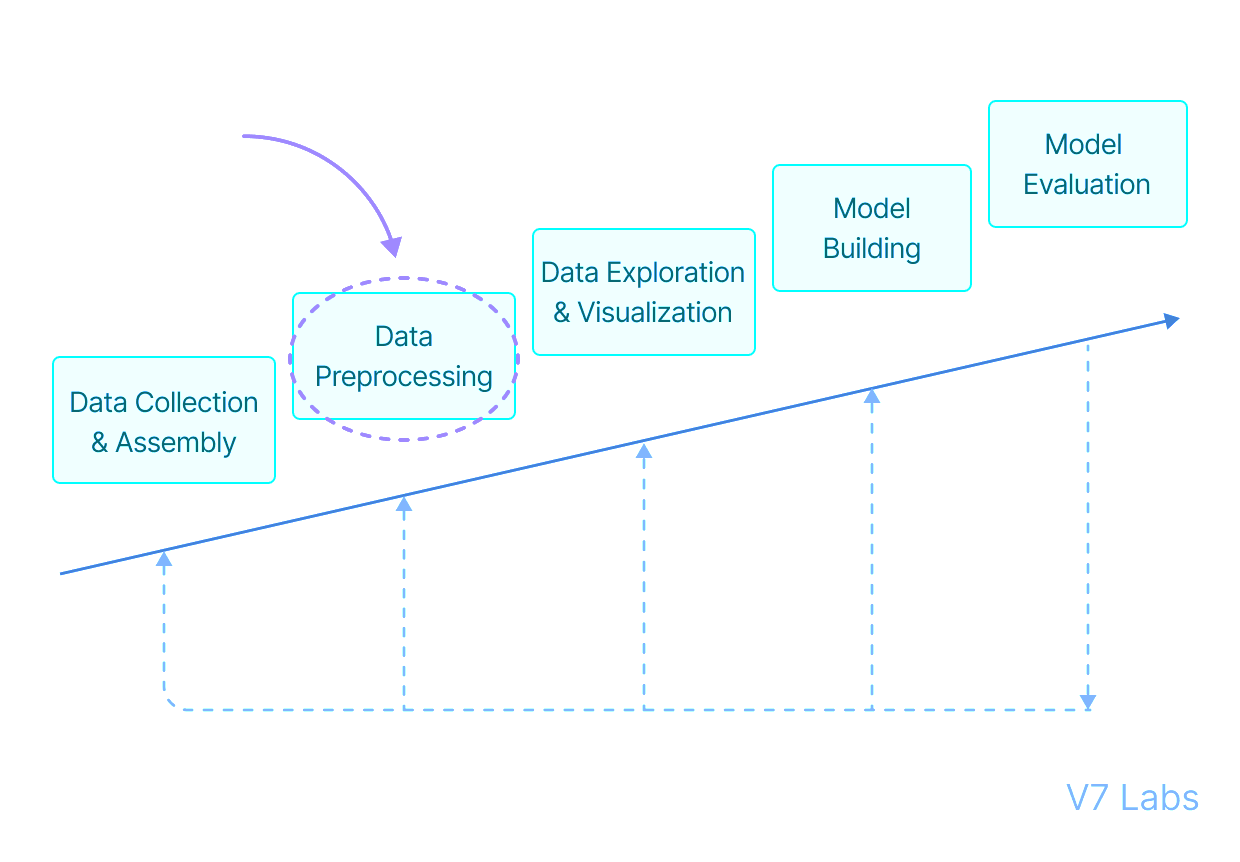 Data Collection
& Assembly
Data
Preprocessing
Data Exploration
& Visualization
Model
Building
Model
Evaluation
V7 Labs